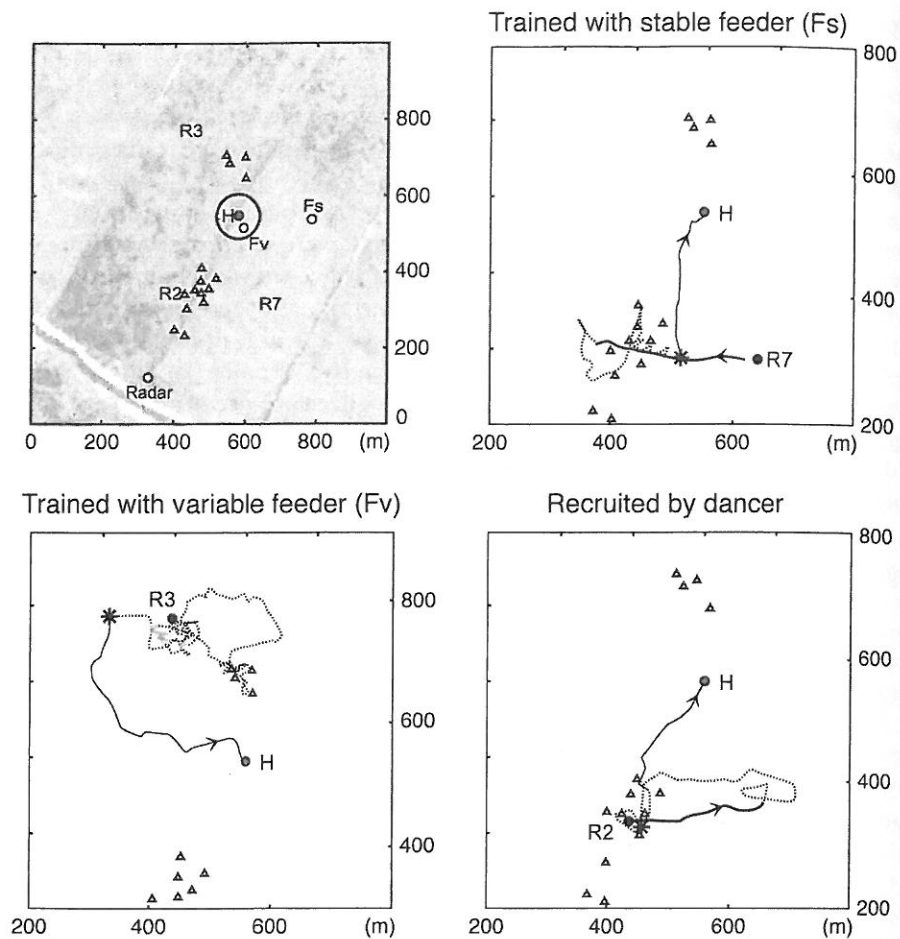 Trained with stable feeder (Fs)
R3
H
Fs
Fv
R2
R7
Radar
800
600
400
200
0
0 200 400 600 800 (m)
H
R7
800
600
400
200
200 400 600 (m)
Trained with variable feeder (Fv)
R3
H
800
600
400
200 400 600 (m)
Recruited by dancer
H
R2
800
600
400
200
200 400 600 (m)